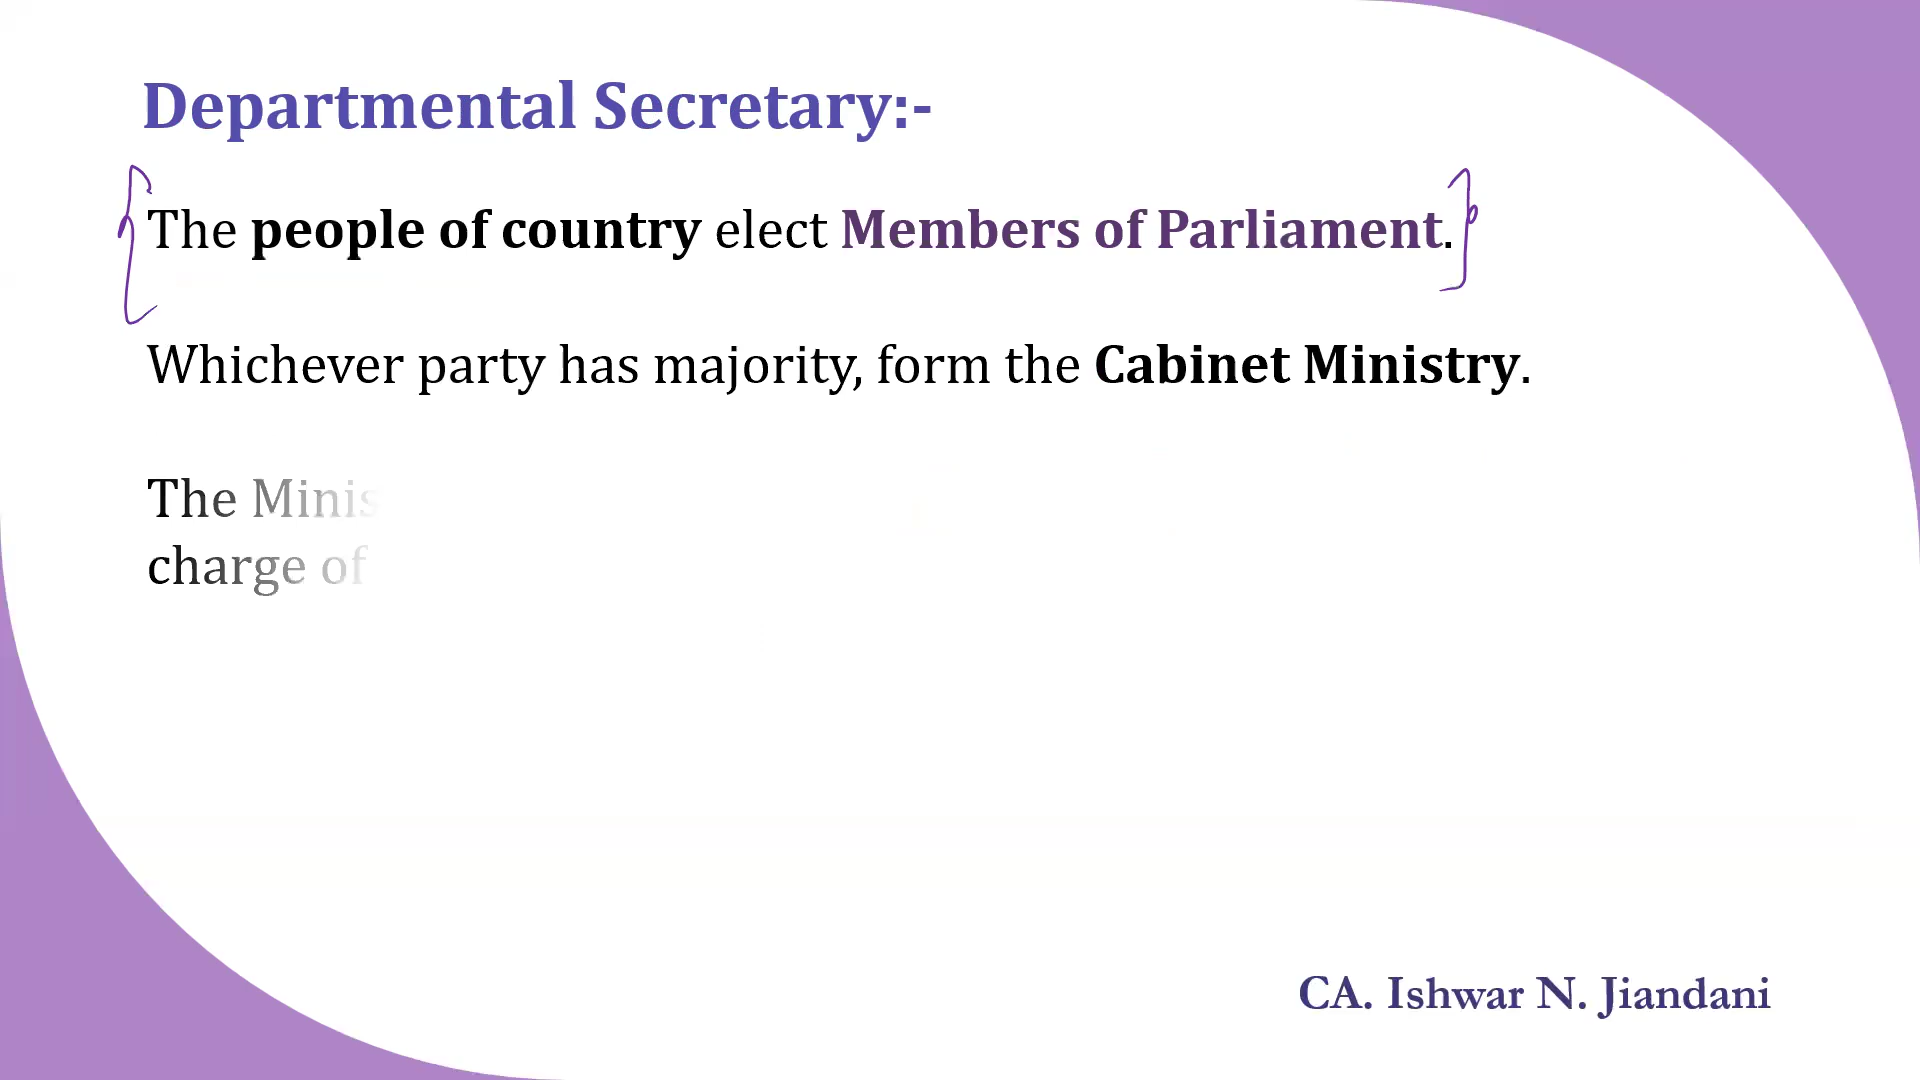 Departmental Secretary:-
The people of country elect Members of Parliament.
Whichever party has majority, form the Cabinet Ministry.
The
charge of
CA. Ishwar N. Jiandani